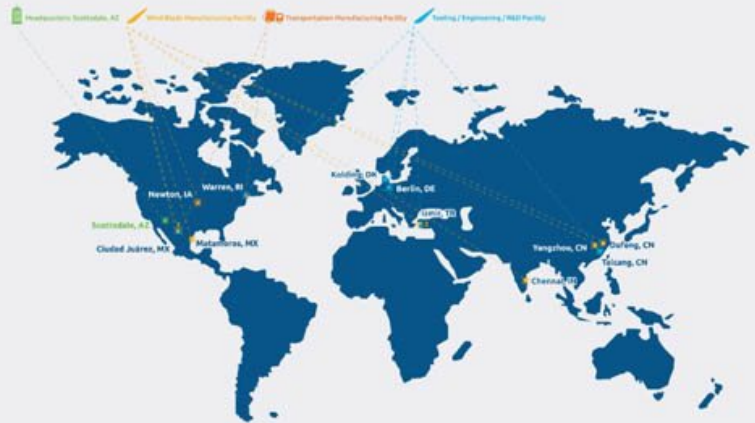 Headquarters Scottsdale, AZ
Wind Blade Manufacturing Facility
Transportation Manufacturing Facility
Tooling / Engineering / R&D Facility
Kolding, DK
Berlin, DE
Warren, RI
Newton, IA
Izmir, TR
Scottsdale, AZ
Matamoros, MX
Ciudad Juárez, MX
Yangzhou, CN
Dafeng, CN
Taicang, CN
Chennai, IN